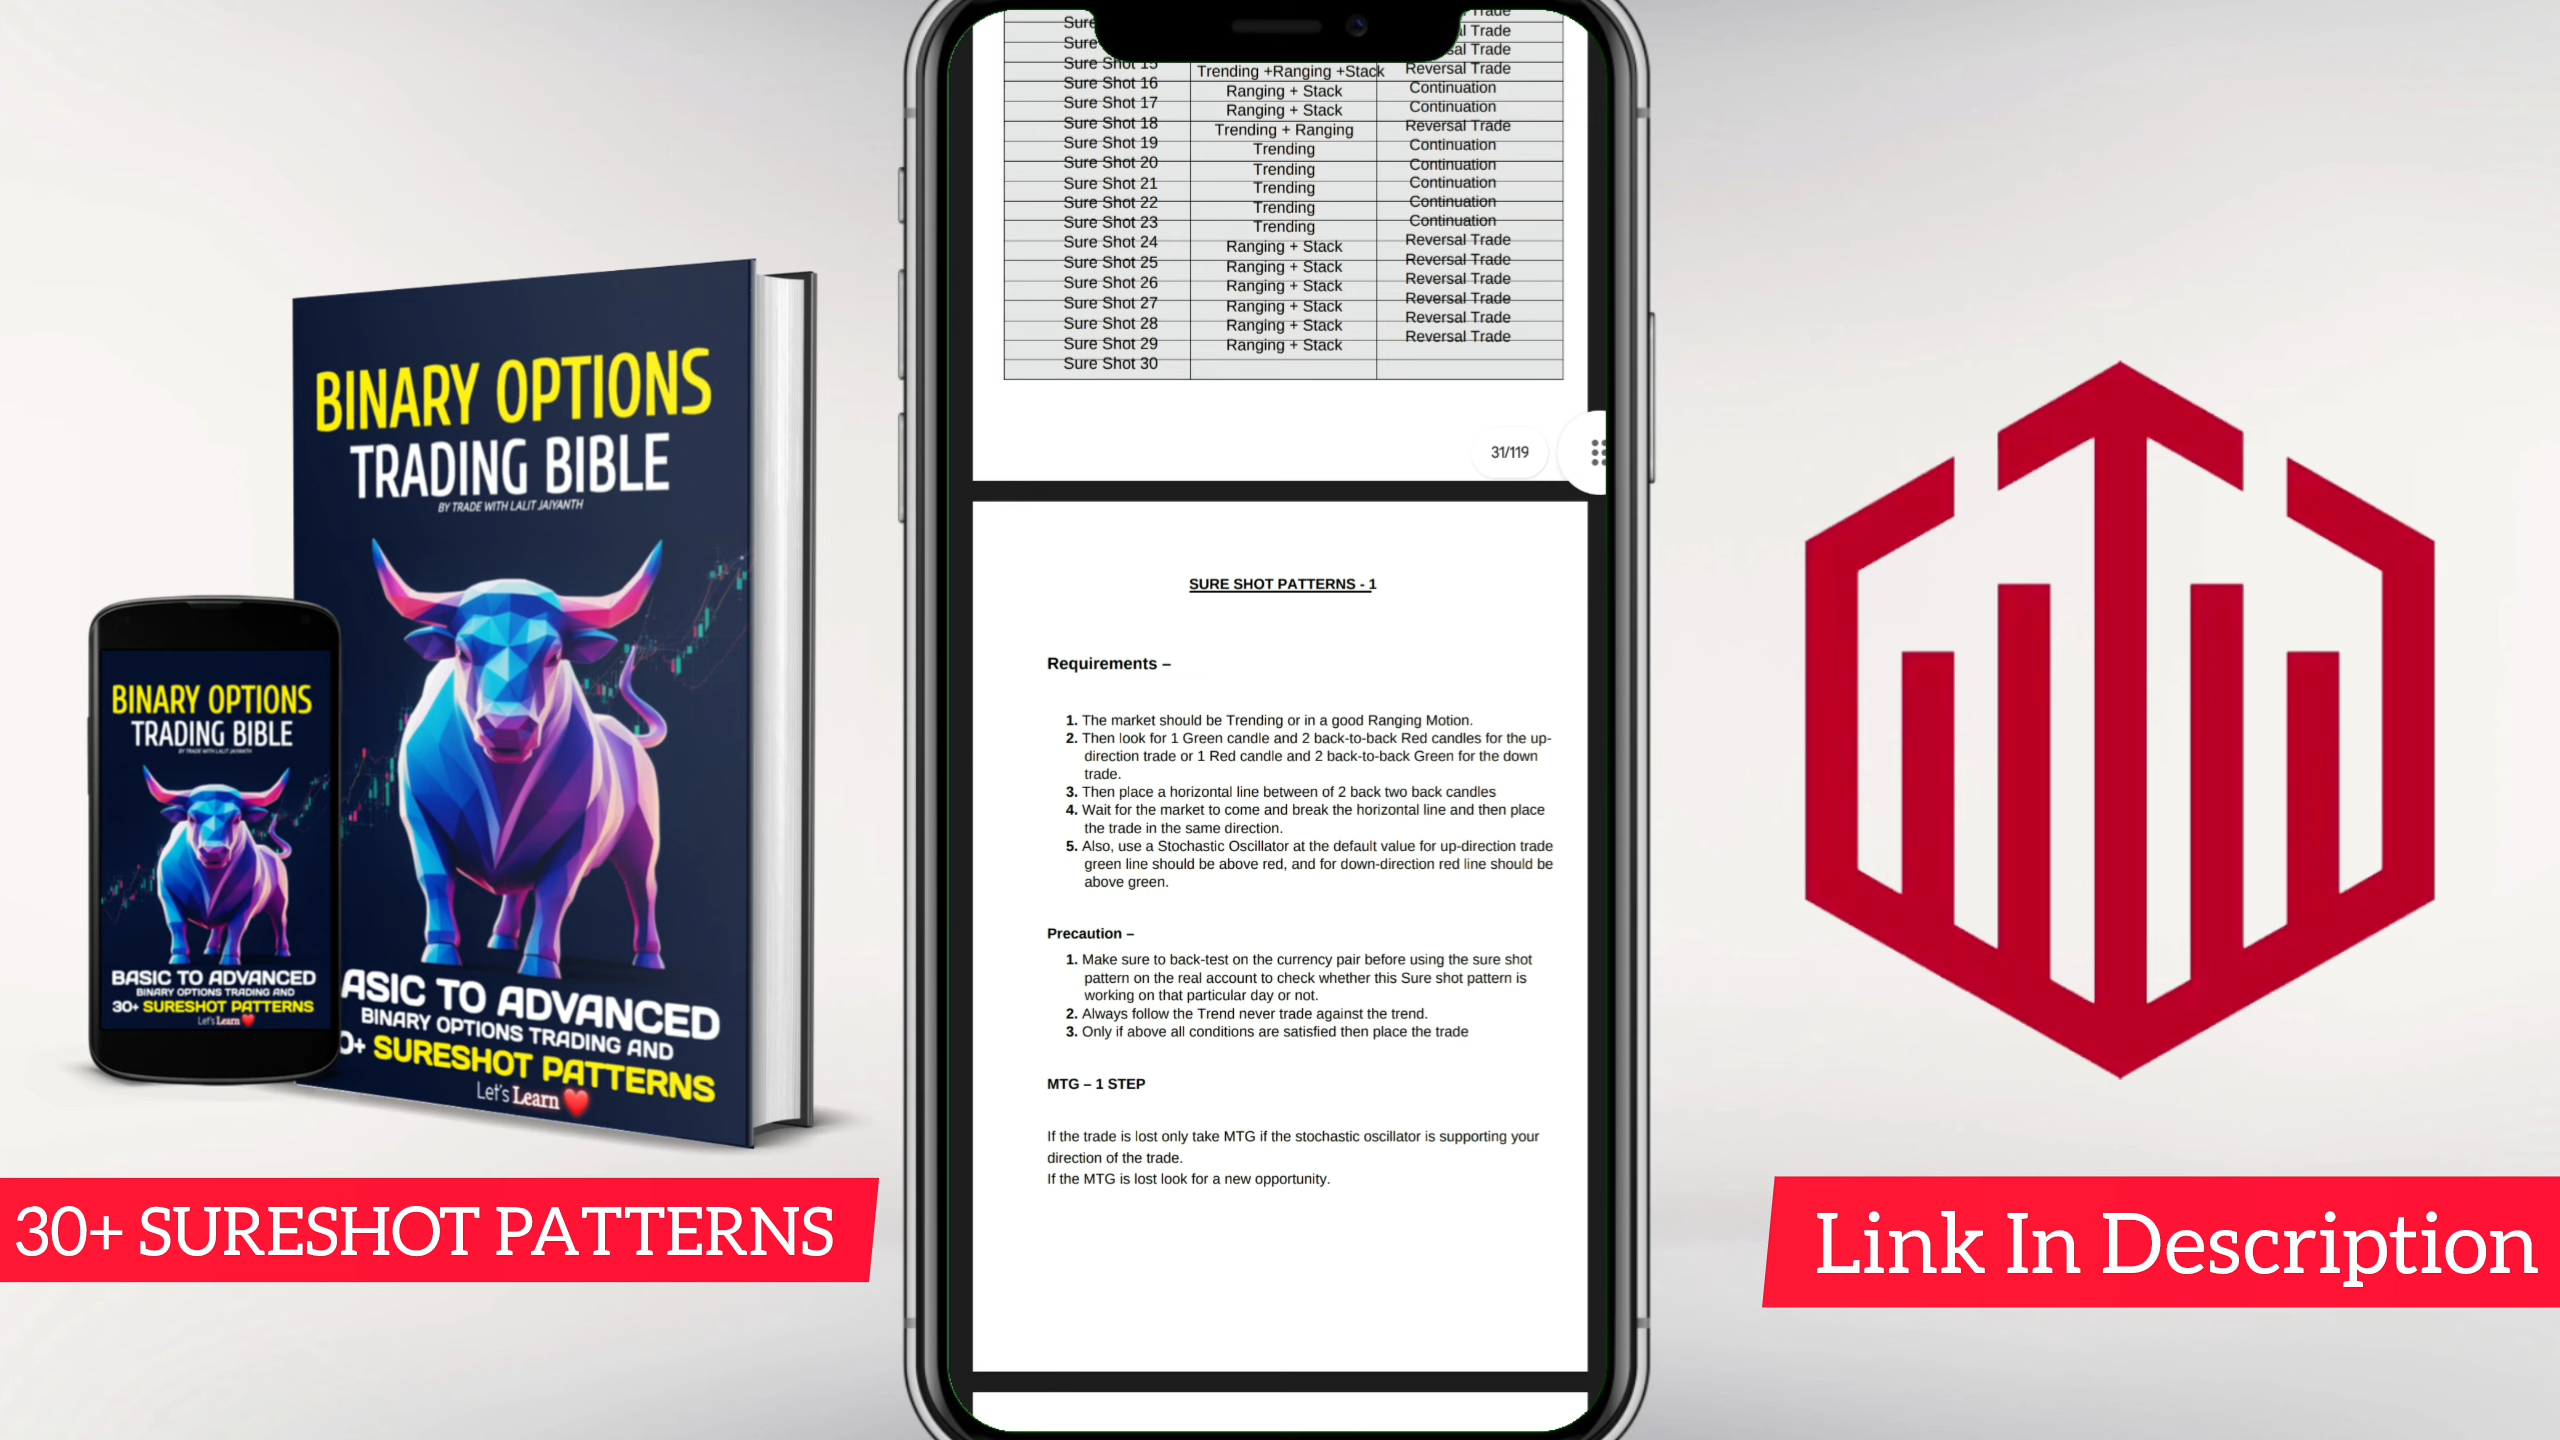 BINARY OPTIONS
TRADING BIBLE
BY TRADE WITH LALIT JAIYANTH
ASIC TO ADVANCED
BINARY OPTIONS TRADING AND
0+ SURESHOT PATTERNS
Let's Learn
BINARY OPTIONS
TRADING BIBLE
BY TRADE WITH LALIT JAIYANTH
BASIC TO ADVANCED
BINARY OPTIONS TRADING AND
30+ SURESHOT PATTERNS
Let's Learn
30+ SURESHOT PATTERNS
Sure Trade
Sure al Trade
sal Trade
Sure Shot 15 Trending +Ranging +Stack Reversal Trade
Sure Shot 16 Ranging + Stack Continuation
Sure Shot 17 Ranging + Stack Continuation
Sure Shot 18 Trending + Ranging Reversal Trade
Sure Shot 19 Trending Continuation
Sure Shot 20 Trending Continuation
Sure Shot 21 Trending Continuation
Sure Shot 22 Trending Continuation
Sure Shot 23 Trending Continuation
Sure Shot 24 Ranging + Stack Reversal Trade
Sure Shot 25 Ranging + Stack Reversal Trade
Sure Shot 26 Ranging + Stack Reversal Trade
Sure Shot 27 Ranging + Stack Reversal Trade
Sure Shot 28 Ranging + Stack Reversal Trade
Sure Shot 29 Ranging + Stack Reversal Trade
Sure Shot 30
31/119
SURE SHOT PATTERNS - 1
Requirements –
1. The market should be Trending or in a good Ranging Motion.
2. Then look for 1 Green candle and 2 back-to-back Red candles for the up-
direction trade or 1 Red candle and 2 back-to-back Green for the down
trade.
3. Then place a horizontal line between of 2 back two back candles
4. Wait for the market to come and break the horizontal line and then place
the trade in the same direction.
5. Also, use a Stochastic Oscillator at the default value for up-direction trade
green line should be above red, and for down-direction red line should be
above green.
Precaution –
1. Make sure to back-test on the currency pair before using the sure shot
pattern on the real account to check whether this Sure shot pattern is
working on that particular day or not.
2. Always follow the Trend never trade against the trend.
3. Only if above all conditions are satisfied then place the trade
MTG – 1 STEP
If the trade is lost only take MTG if the stochastic oscillator is supporting your
direction of the trade.
If the MTG is lost look for a new opportunity.
Link In Description